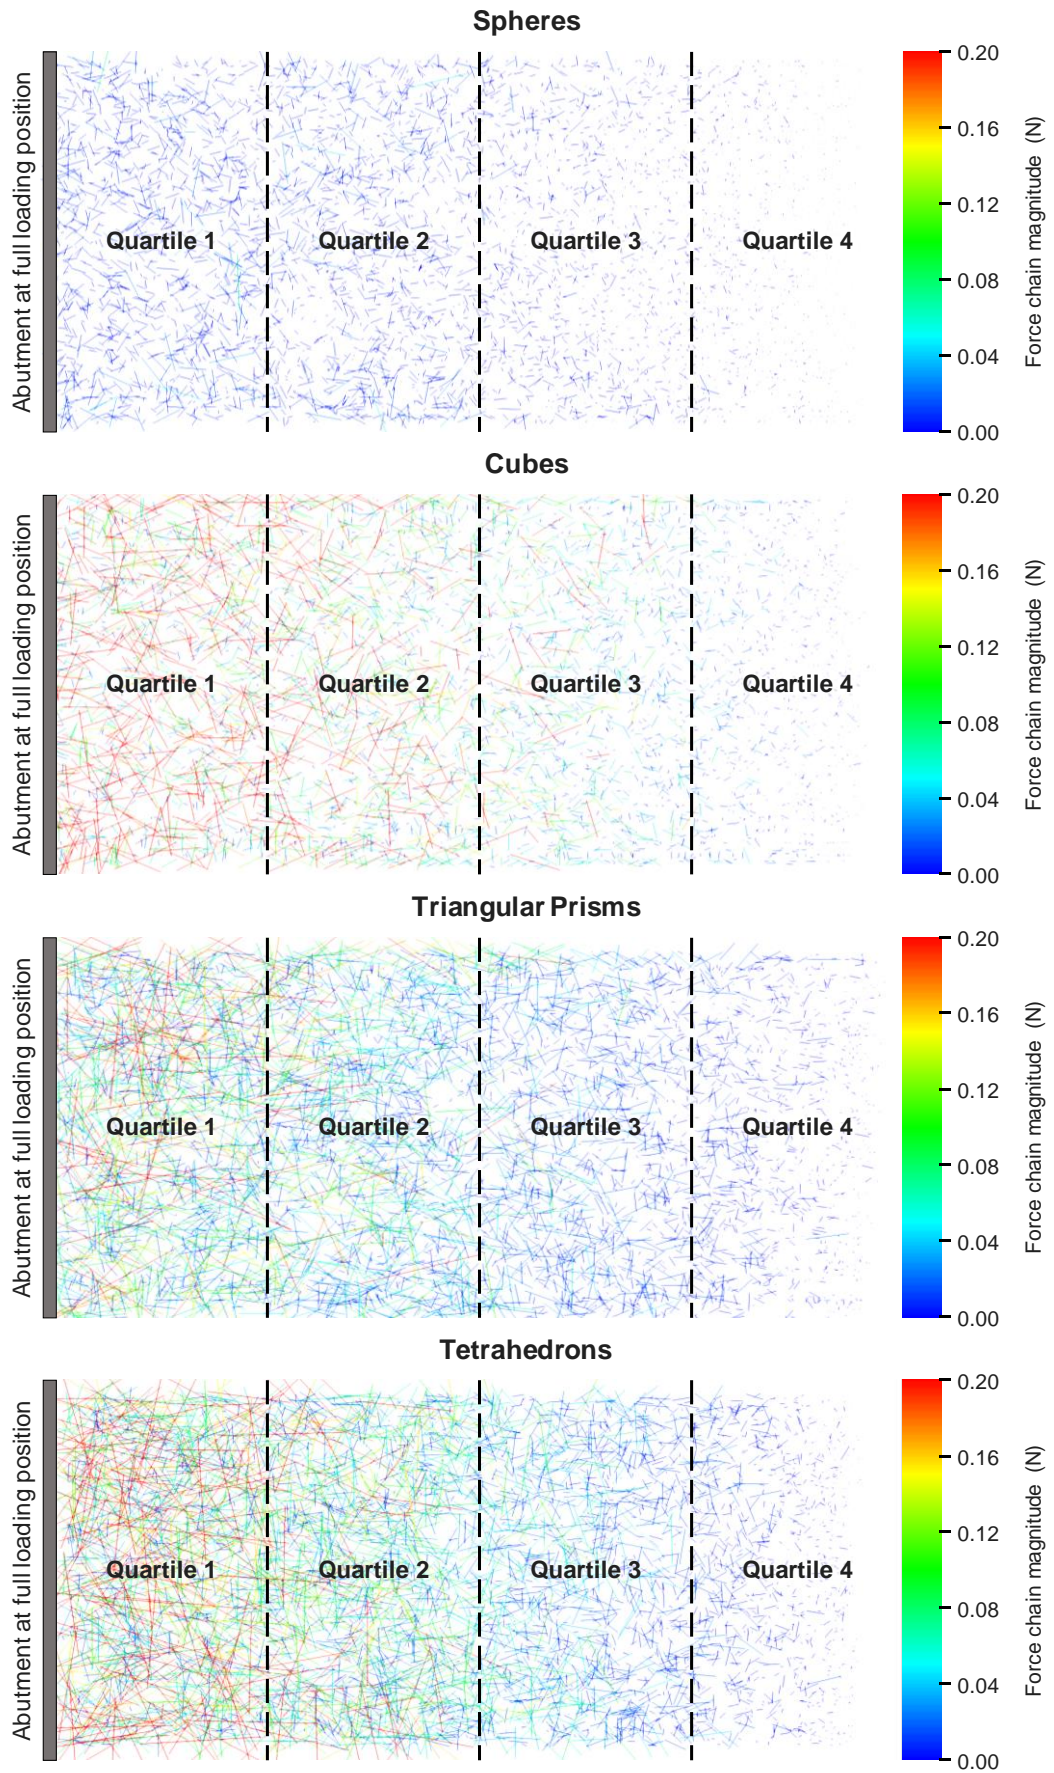 Spheres
Abutment at full loading position
Quartile 1
Quartile 2
Quartile 3
Quartile 4
0.20
0.16
0.12
0.08
0.04
0.00
Force chain magnitude (N)
Cubes
Abutment at full loading position
Quartile 1
Quartile 2
Quartile 3
Quartile 4
0.20
0.16
0.12
0.08
0.04
0.00
Force chain magnitude (N)
Triangular Prisms
Abutment at full loading position
Quartile 1
Quartile 2
Quartile 3
Quartile 4
0.20
0.16
0.12
0.08
0.04
0.00
Force chain magnitude (N)
Tetrahedrons
Abutment at full loading position
Quartile 1
Quartile 2
Quartile 3
Quartile 4
0.20
0.16
0.12
0.08
0.04
0.00
Force chain magnitude (N)